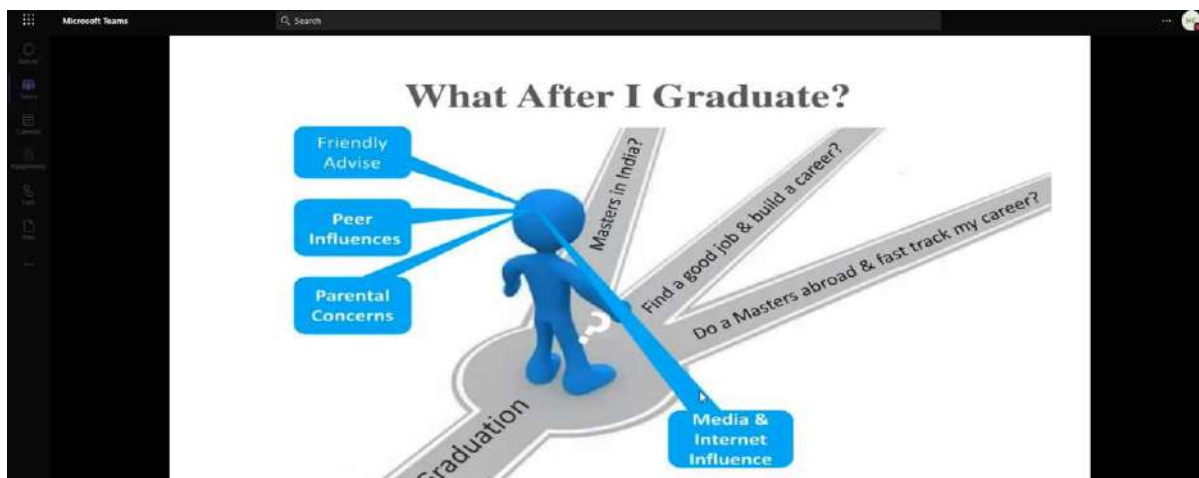 Microsoft Teams
Search
What After I Graduate?
Friendly
Advise
Peer
Influences
Parental
Concerns
Masters in India?
Find a good job & build a career?
Do a Masters abroad & fast track my career?
?
Graduation
Media &
Internet
Influence